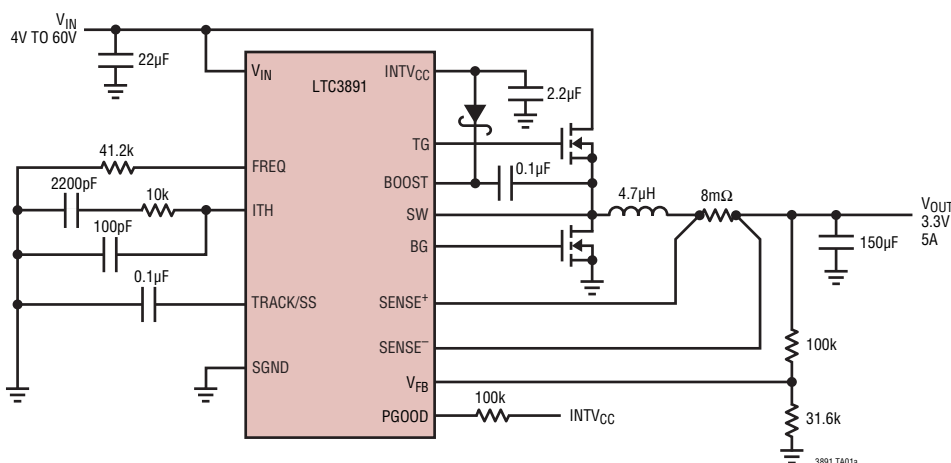 VIN
4V TO 60V
22µF
VIN
LTC3891
INTVCC
2.2µF
TG
41.2k
FREQ
BOOST
0.1µF
2200pF
10k
ITH
SW
4.7µH
8mΩ
VOUT
3.3V
5A
100pF
BG
150µF
0.1µF
TRACK/SS
SENSE+
SENSE–
100k
SGND
VFB
PGOOD
100k
INTVCC
31.6k
3891 TA01a